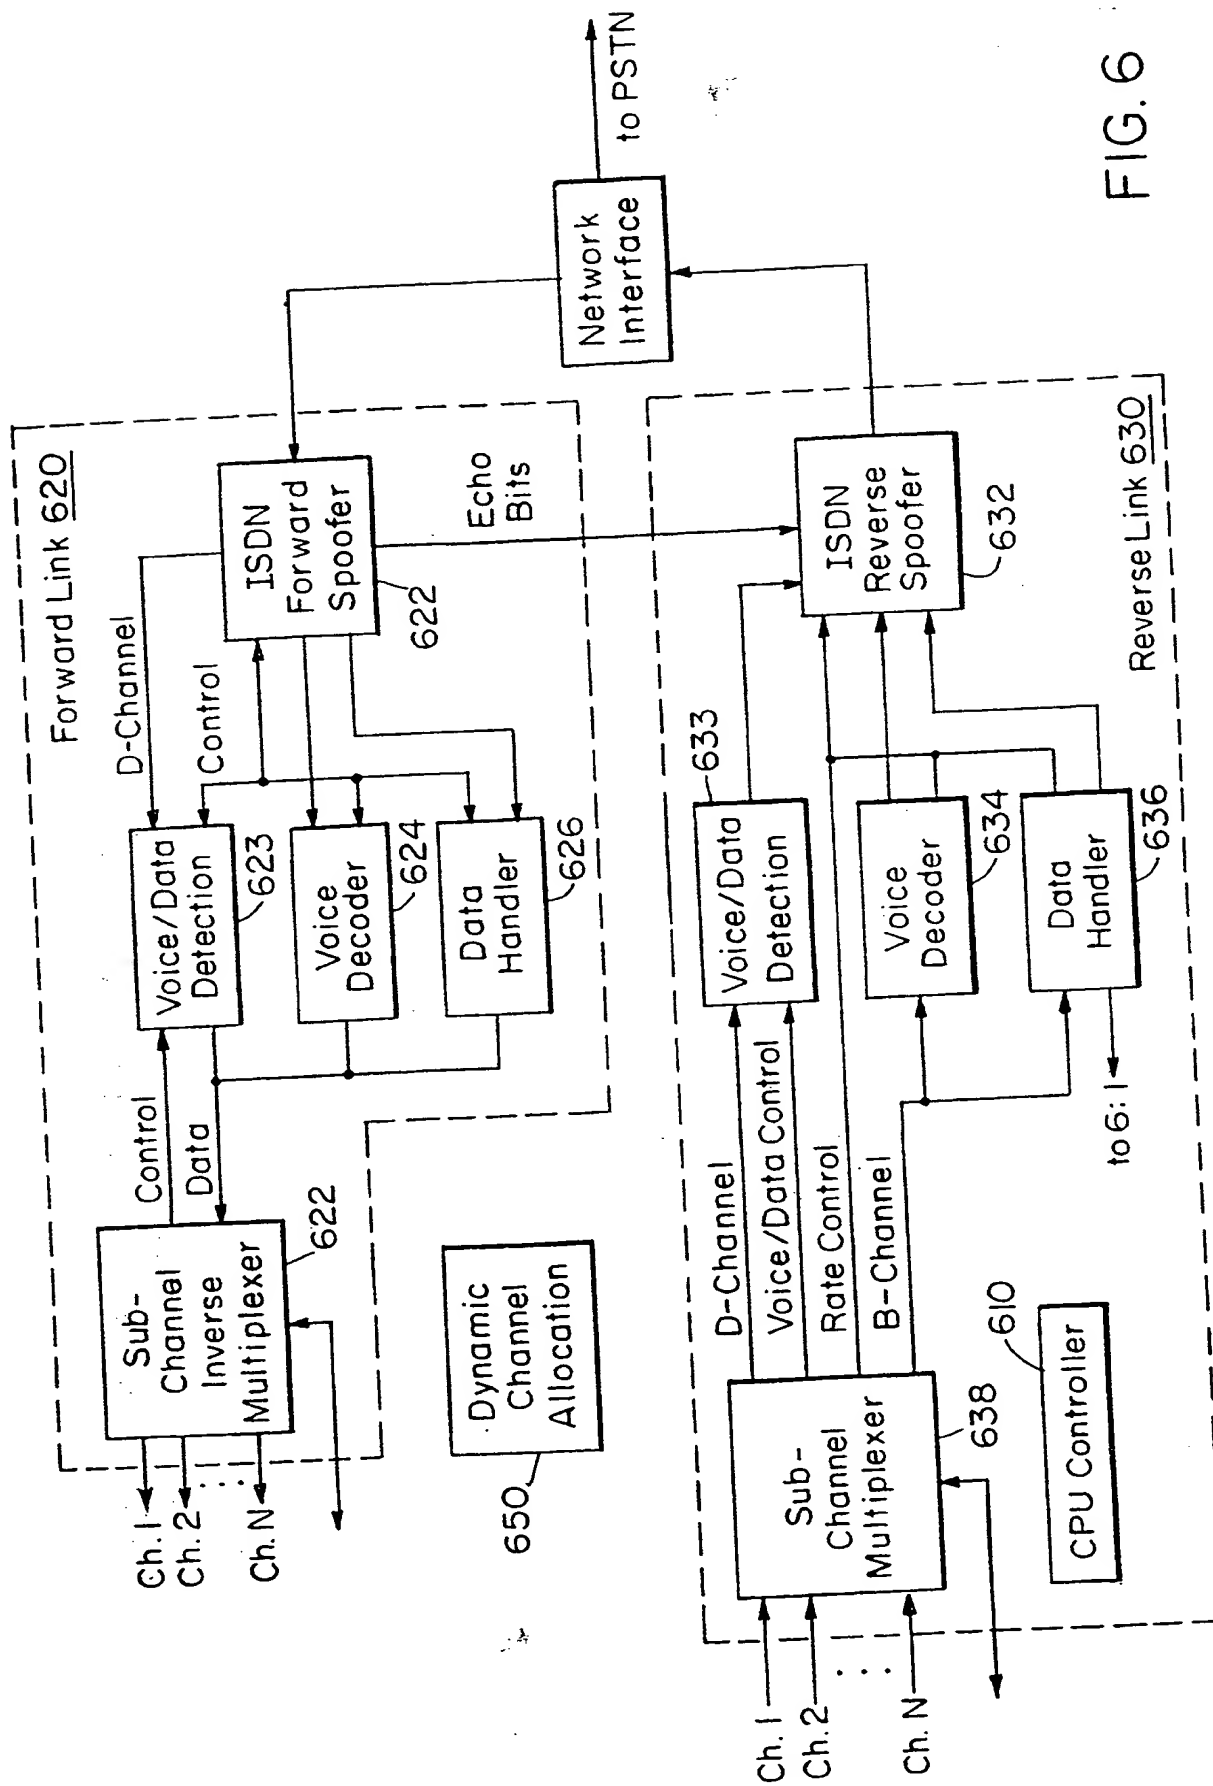 Forward Link 620
Ch. 1
Ch. 2
. . .
Ch. N
Sub-
Channel
Inverse
Multiplexer
622
Control
Data
Voice/Data
Detection
623
Voice
Decoder
624
Data
Handler
626
D-Channel
Control
ISDN
Forward
Spoofer
622
Echo
Bits
Network
Interface
to PSTN
Dynamic
Channel
Allocation
650
Reverse Link 630
Ch. 1
Ch. 2
. . .
Ch. N
Sub-
Channel
Multiplexer
638
D-Channel
Voice/Data Control
Rate Control
B-Channel
Voice/Data
Detection
633
Voice
Decoder
634
Data
Handler
636
to 6:1
ISDN
Reverse
Spoofer
632
CPU Controller
610
FIG. 6